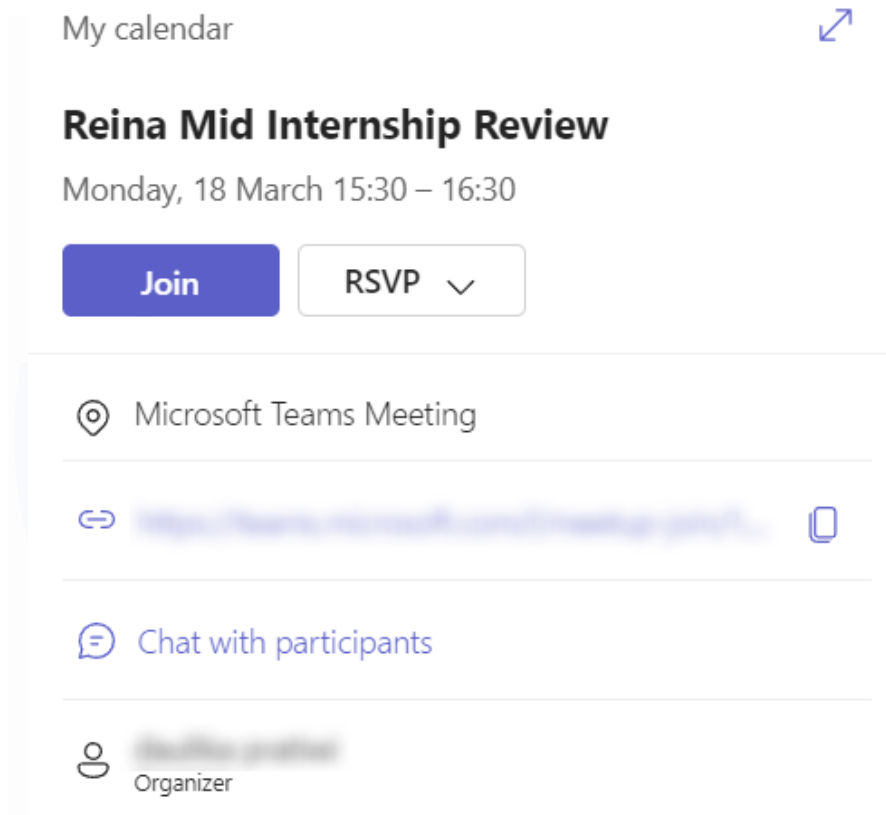 My calendar
Reina Mid Internship Review
Monday, 18 March 15:30 – 16:30
Join
RSVP
Microsoft Teams Meeting
Chat with participants
Organizer